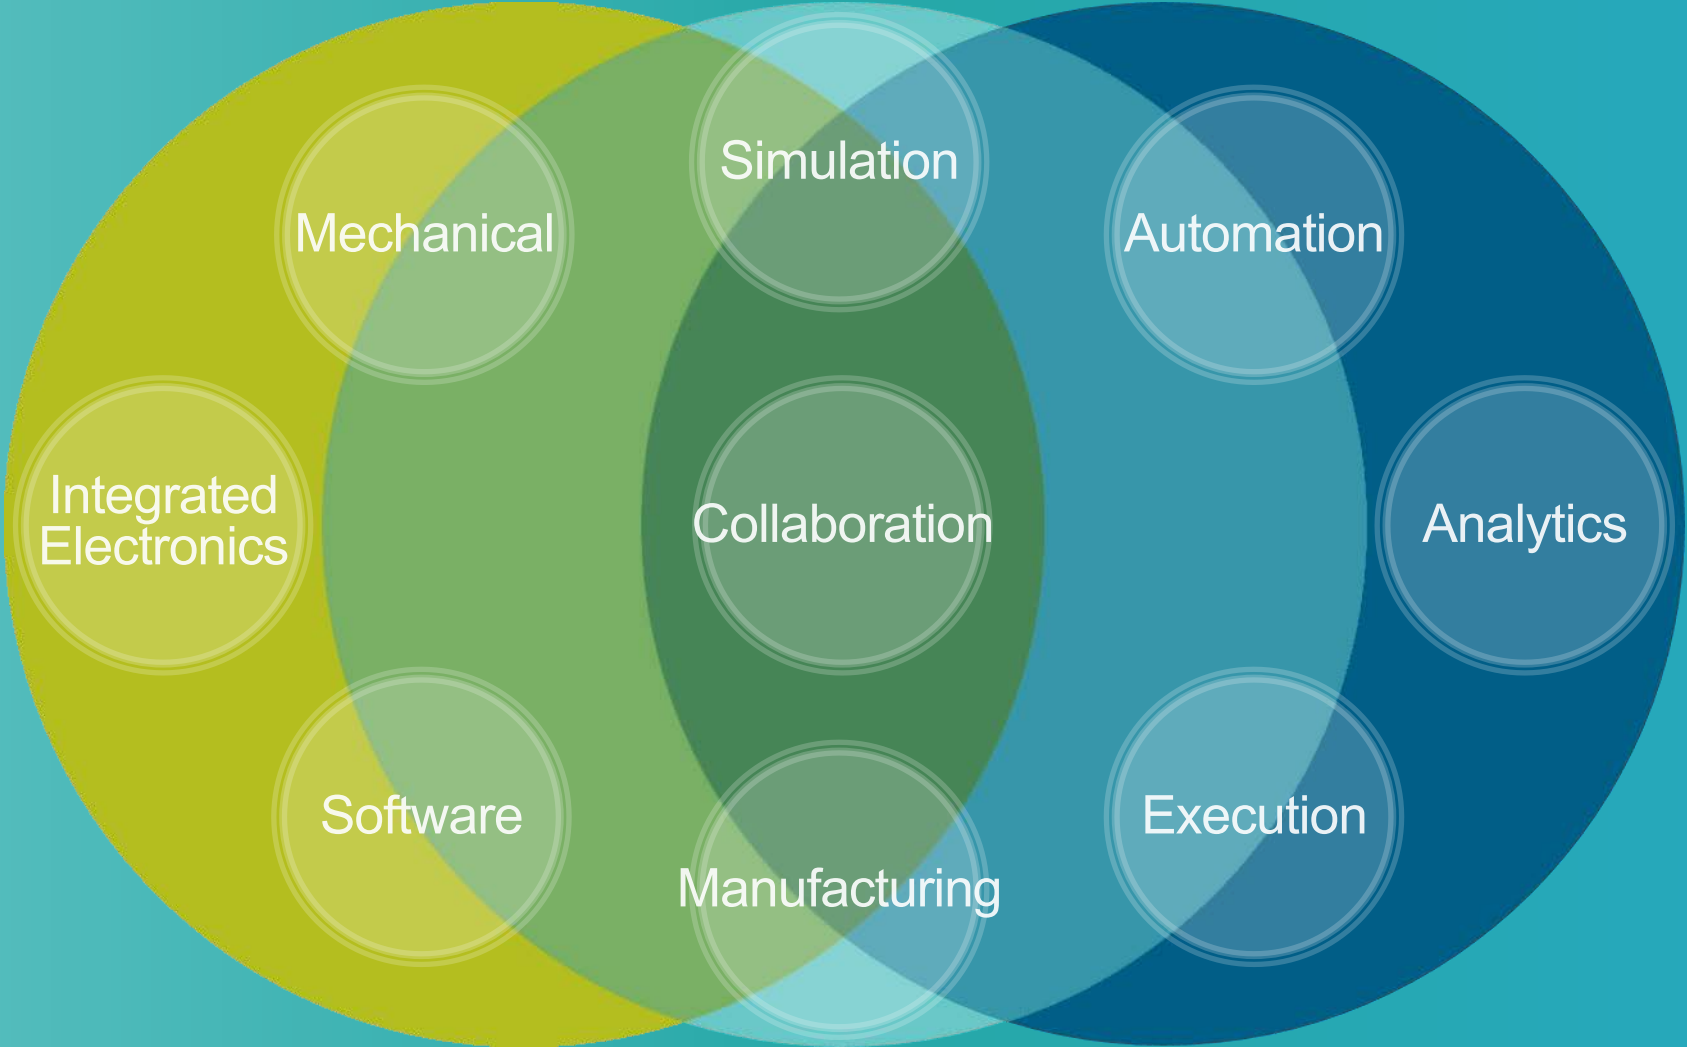 Simulation
Mechanical
Automation
Integrated
Electronics
Collaboration
Analytics
Software
Execution
Manufacturing